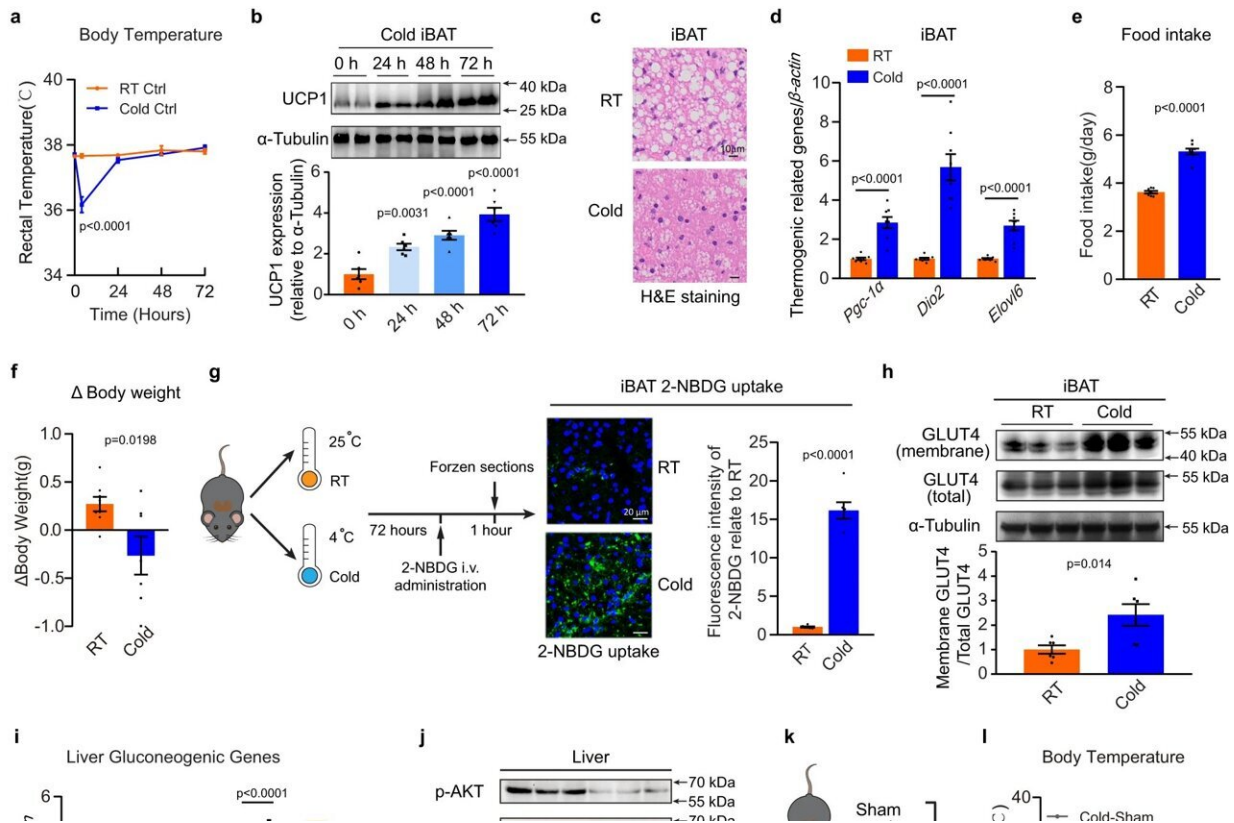 a
Body Temperature
Rectal Temperature(℃)
40
38
36
34
RT Ctrl
Cold Ctrl
p<0.0001
0 24 48 72
Time (Hours)
b
Cold iBAT
0 h 24 h 48 h 72 h
UCP1
40 kDa
25 kDa
α-Tubulin
55 kDa
UCP1 expression
(relative to α-Tubulin)
6
4
2
0
p=0.0031
p<0.0001
p<0.0001
0 h 24 h 48 h 72 h
c
iBAT
RT
10μm
Cold
H&E staining
d
iBAT
RT
Cold
Thermogenic related genes/β-actin
10
8
6
4
2
0
p<0.0001
p<0.0001
p<0.0001
Pgc-1α Dio2 Elovl6
e
Food intake
Food intake(g/day)
8
6
4
2
0
p<0.0001
RT Cold
f
Δ Body weight
ΔBody Weight(g)
1.0
0.5
0.0
-0.5
-1.0
p=0.0198
RT Cold
g
25°C
RT
4°C
Cold
Forzen sections
72 hours
1 hour
2-NBDG i.v.
administration
iBAT 2-NBDG uptake
RT
20 μm
Cold
2-NBDG uptake
Fluorescence intensity of
2-NBDG relate to RT
25
20
15
10
5
0
p<0.0001
RT Cold
h
iBAT
RT Cold
GLUT4
(membrane)
55 kDa
40 kDa
GLUT4
(total)
55 kDa
α-Tubulin
55 kDa
Membrane GLUT4
/Total GLUT4
5
4
3
2
1
0
p=0.014
RT Cold
i
Liver Gluconeogenic Genes
6
p<0.0001
j
Liver
p-AKT
70 kDa
55 kDa
70 kDa
k
Sham
l
Body Temperature
40
Cold-Sham